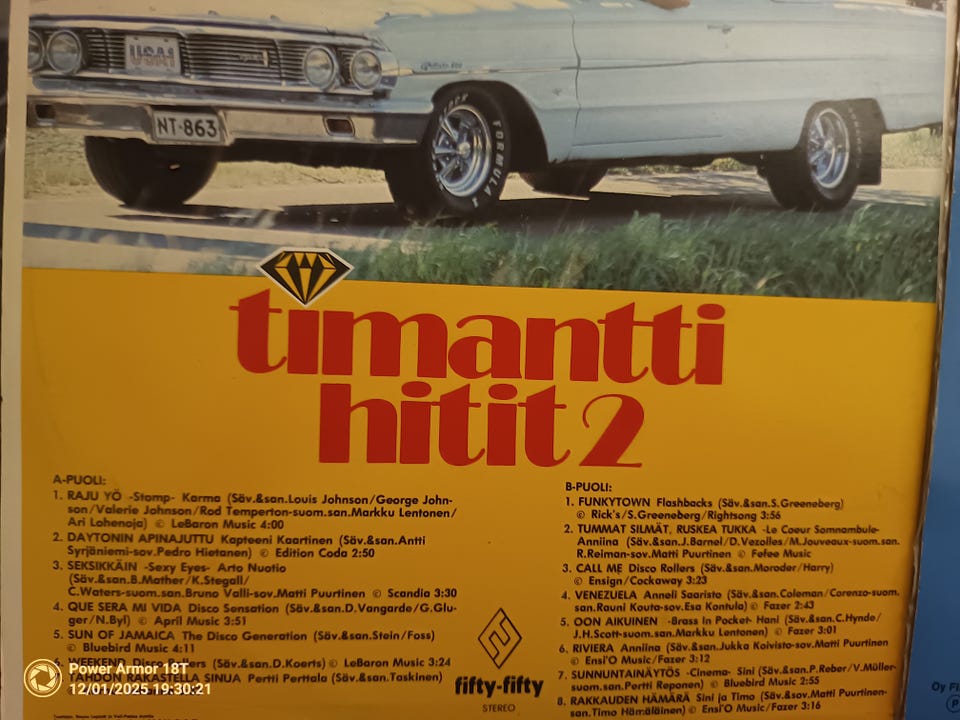 USA1
Galaxie 500
NT-863
FORMULA 1
timantti
hitit 2
A-PUOLI:
1. RAJU YÖ -Stomp- Karma (Säv.&san.Louis Johnson/George John-
son/Valerie Johnson/Rod Temperton-suom.san.Markku Lentonen/
Ari Lohenoja) © LeBaron Music 4:00
2. DAYTONIN APINAJUTTU Kapteeni Kaartinen (Säv.&san.Antti
Syrjäniemi-sov.Pedro Hietanen) © Edition Coda 2:50
3. SEKSIKKÄIN -Sexy Eyes- Arto Nuotio
(Säv.&san.B.Mather/K.Stegall/
C.Waters-suom.san.Bruno Valli-sov.Matti Puurtinen © Scandia 3:30
4. QUE SERA MI VIDA Disco Sensation (Säv.&san.D.Vangarde/G.Glu-
ger/N.Byl) © April Music 3:51
5. SUN OF JAMAICA The Disco Generation (Säv.&san.Stein/Foss)
© Bluebird Music 4:11
6. WEEKEND Disco Rollers (Säv.&san.D.Koerts) © LeBaron Music 3:24
TAHDON RAKASTELLA SINUA Pertti Perttala (Säv.&san.Taskinen)
B-PUOLI:
1. FUNKYTOWN Flashbacks (Säv.&san.S.Greeneberg)
© Rick's/S.Greeneberg/Rightsong 3:56
2. TUMMAT SILMÄT, RUSKEA TUKKA -Le Coeur Somnambule-
Anniina (Säv.&san.J.Barnel/D.Vezolles/M.Jouveaux-suom.san.
R.Reiman-sov.Matti Puurtinen © Fefee Music
3. CALL ME Disco Rollers (Säv.&san.Moroder/Harry)
© Ensign/Cockaway 3:23
4. VENEZUELA Anneli Saaristo (Säv.&san.Coleman/Corenzo-suom.
san.Rauni Kouta-sov.Esa Kontula) © Fazer 2:43
5. OON AIKUINEN -Brass In Pocket- Hani (Säv.&san.C.Hynde/
J.H.Scott-suom.san.Markku Lentonen) © Fazer 3:01
6. RIVIERA Anniina (Säv.&san.Jukka Koivisto-sov.Matti Puurtinen
© Ensi'O Music/Fazer 3:12
7. SUNNUNTAINÄYTÖS -Cinema- Sini (Säv.&san.P.Reber/V.Müller-
suom.san.Pertti Reponen) © Bluebird Music 2:55
8. RAKKAUDEN HÄMÄRÄ Sini ja Timo (Säv.&sov.Matti Puurtinen-
san.Timo Hämäläinen) © Ensi'O Music/Fazer 3:16
fifty-fifty
STEREO
Oy
Power Armor 18T
12/01/2025 19:30:21